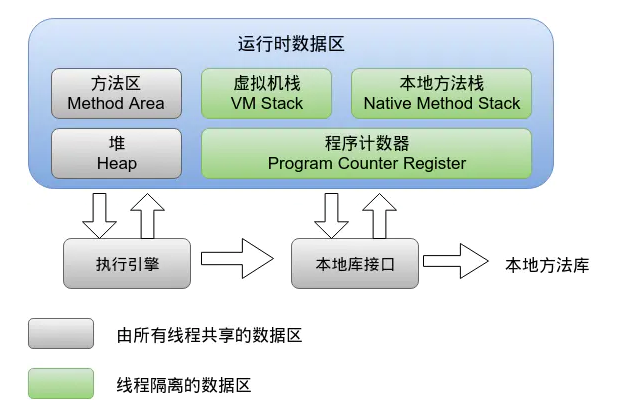 运行时数据区
方法区
Method Area
虚拟机栈
VM Stack
本地方法栈
Native Method Stack
堆
Heap
程序计数器
Program Counter Register
执行引擎
本地库接口
本地方法库
由所有线程共享的数据区
线程隔离的数据区